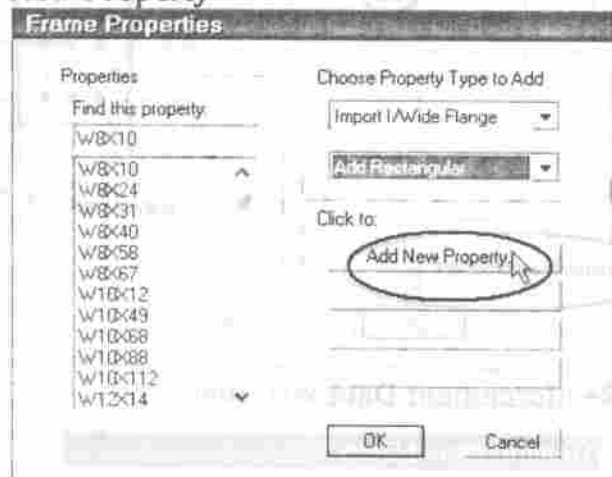 Frame Properties
Properties
Find this property:
W8X10
W8X10
W8X24
W8X31
W8X40
W8X58
W8X67
W10X12
W10X49
W10X68
W10X88
W10X112
W12X14
Choose Property Type to Add
Import I/Wide Flange
Add Rectangular
Click to:
Add New Property
OK
Cancel